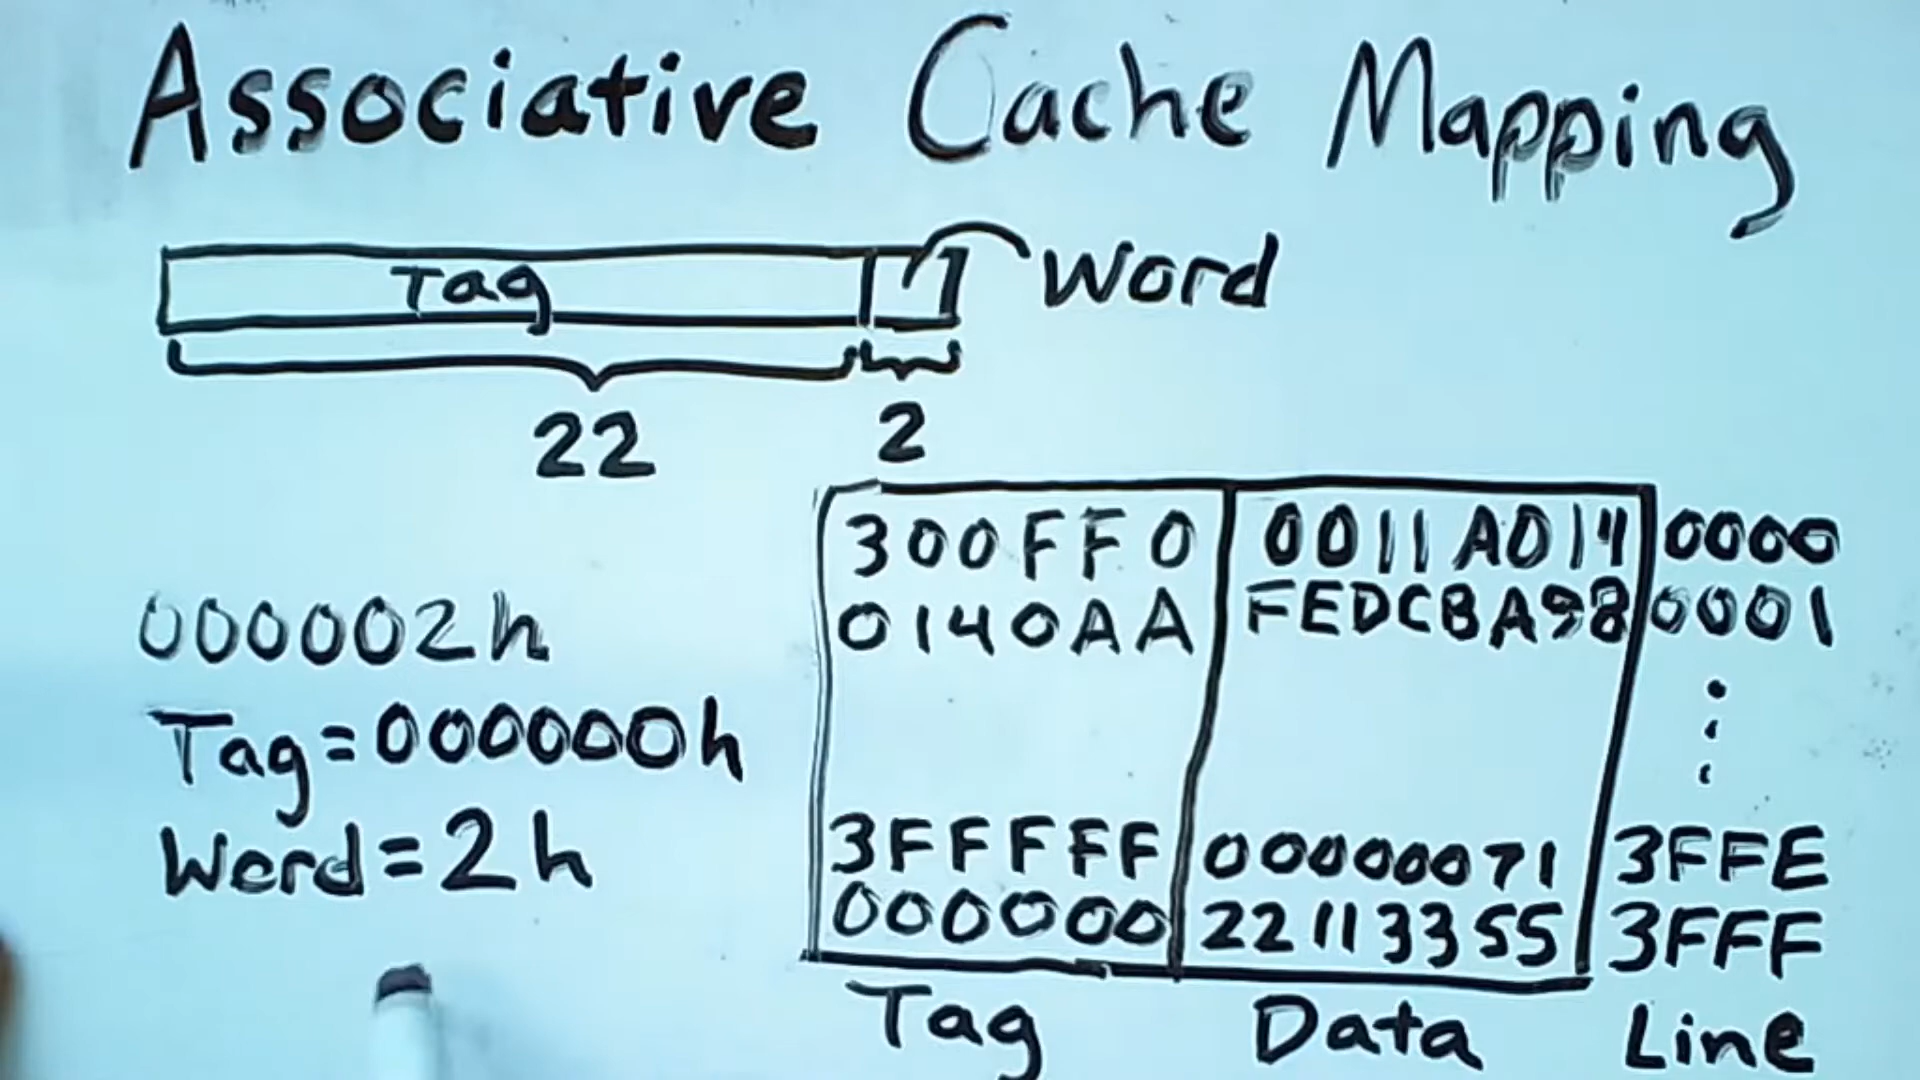 Associative Cache Mapping
Tag
Word
22 2
300FF0 0011AD14 0000
0140AA FEDCBA98 0001
000002h
Tag=000000h
Word=2h
3FFFFF 00000071 3FFE
000000 22113355 3FFF
Tag Data Line